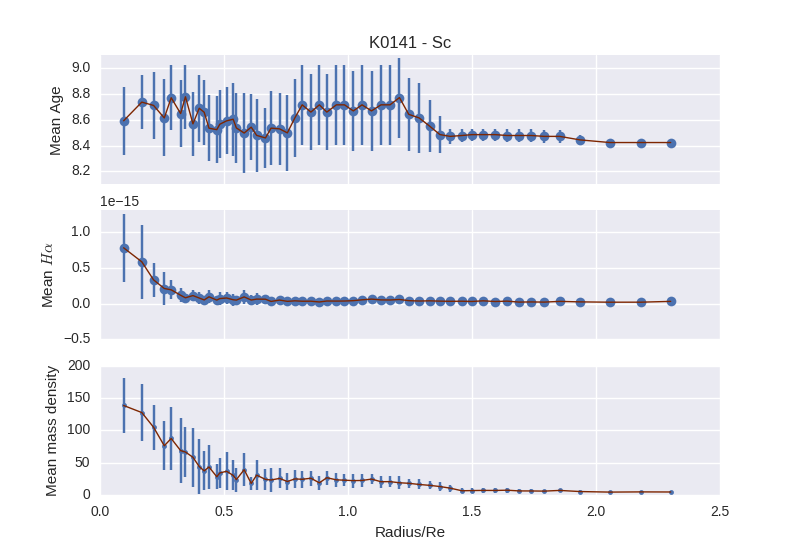 K0141 - Sc
9.0
8.8
8.6
8.4
8.2
Mean Age
1e−15
1.0
0.5
0.0
−0.5
Mean Hα
200
150
100
50
0
Mean mass density
0.0 0.5 1.0 1.5 2.0 2.5
Radius/Re